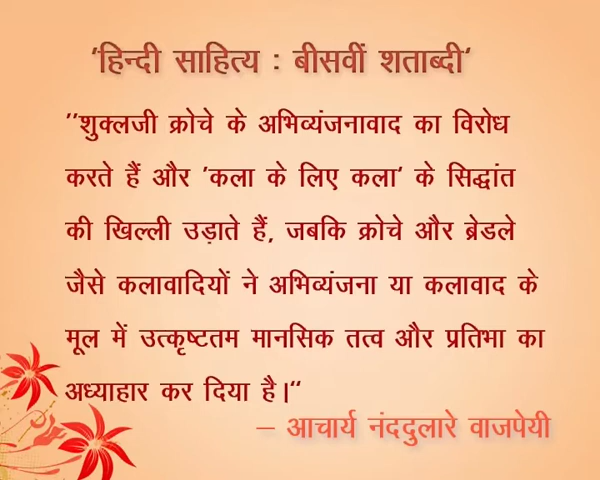 'हिन्दी साहित्य : बीसवीं शताब्दी'
"शुक्लजी क्रोचे के अभिव्यंजनावाद का विरोध
करते हैं और 'कला के लिए कला' के सिद्धांत
की खिल्ली उड़ाते हैं, जबकि क्रोचे और ब्रेडले
जैसे कलावादियों ने अभिव्यंजना या कलावाद के
मूल में उत्कृष्टतम मानसिक तत्व और प्रतिभा का
अध्याहार कर दिया है।"
– आचार्य नंददुलारे वाजपेयी